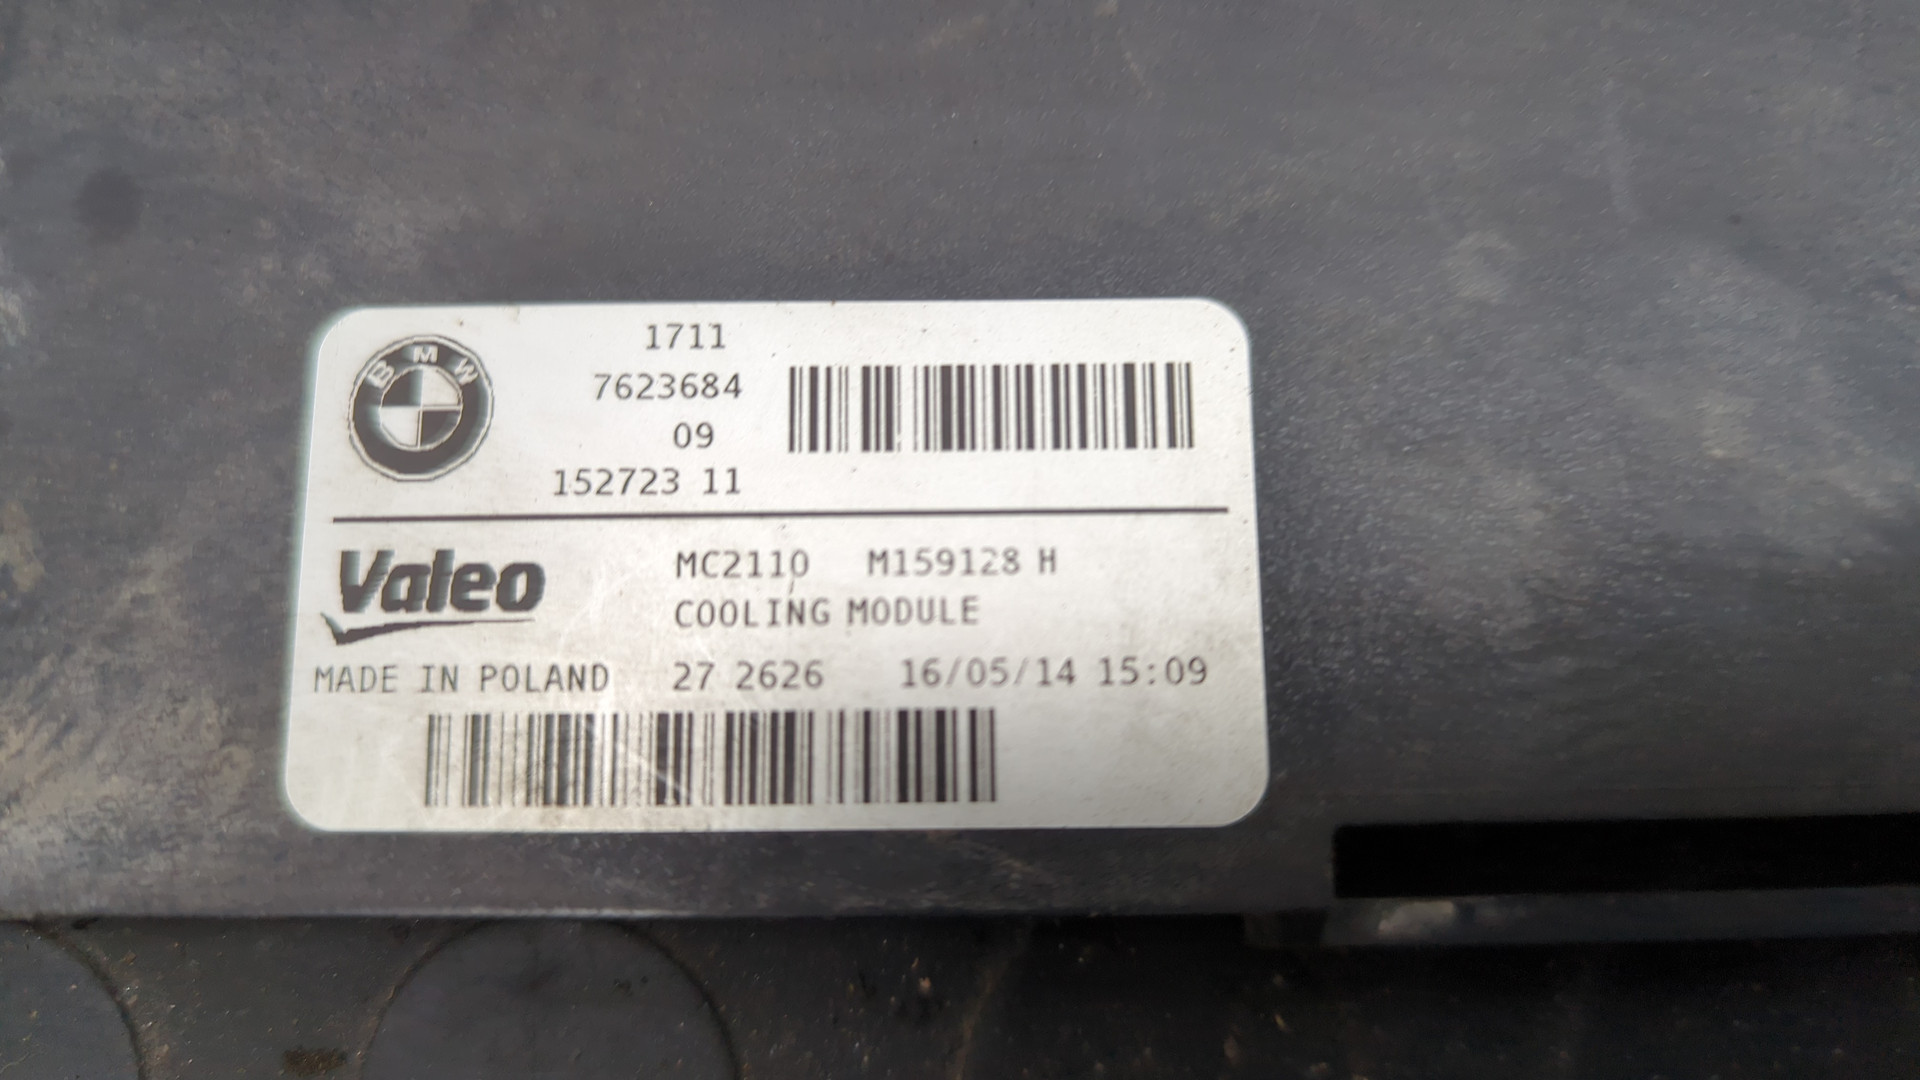 BMW
1711
7623684
09
152723 11
Valeo
MC2110 M159128 H
COOLING MODULE
MADE IN POLAND 27 2626 16/05/14 15:09